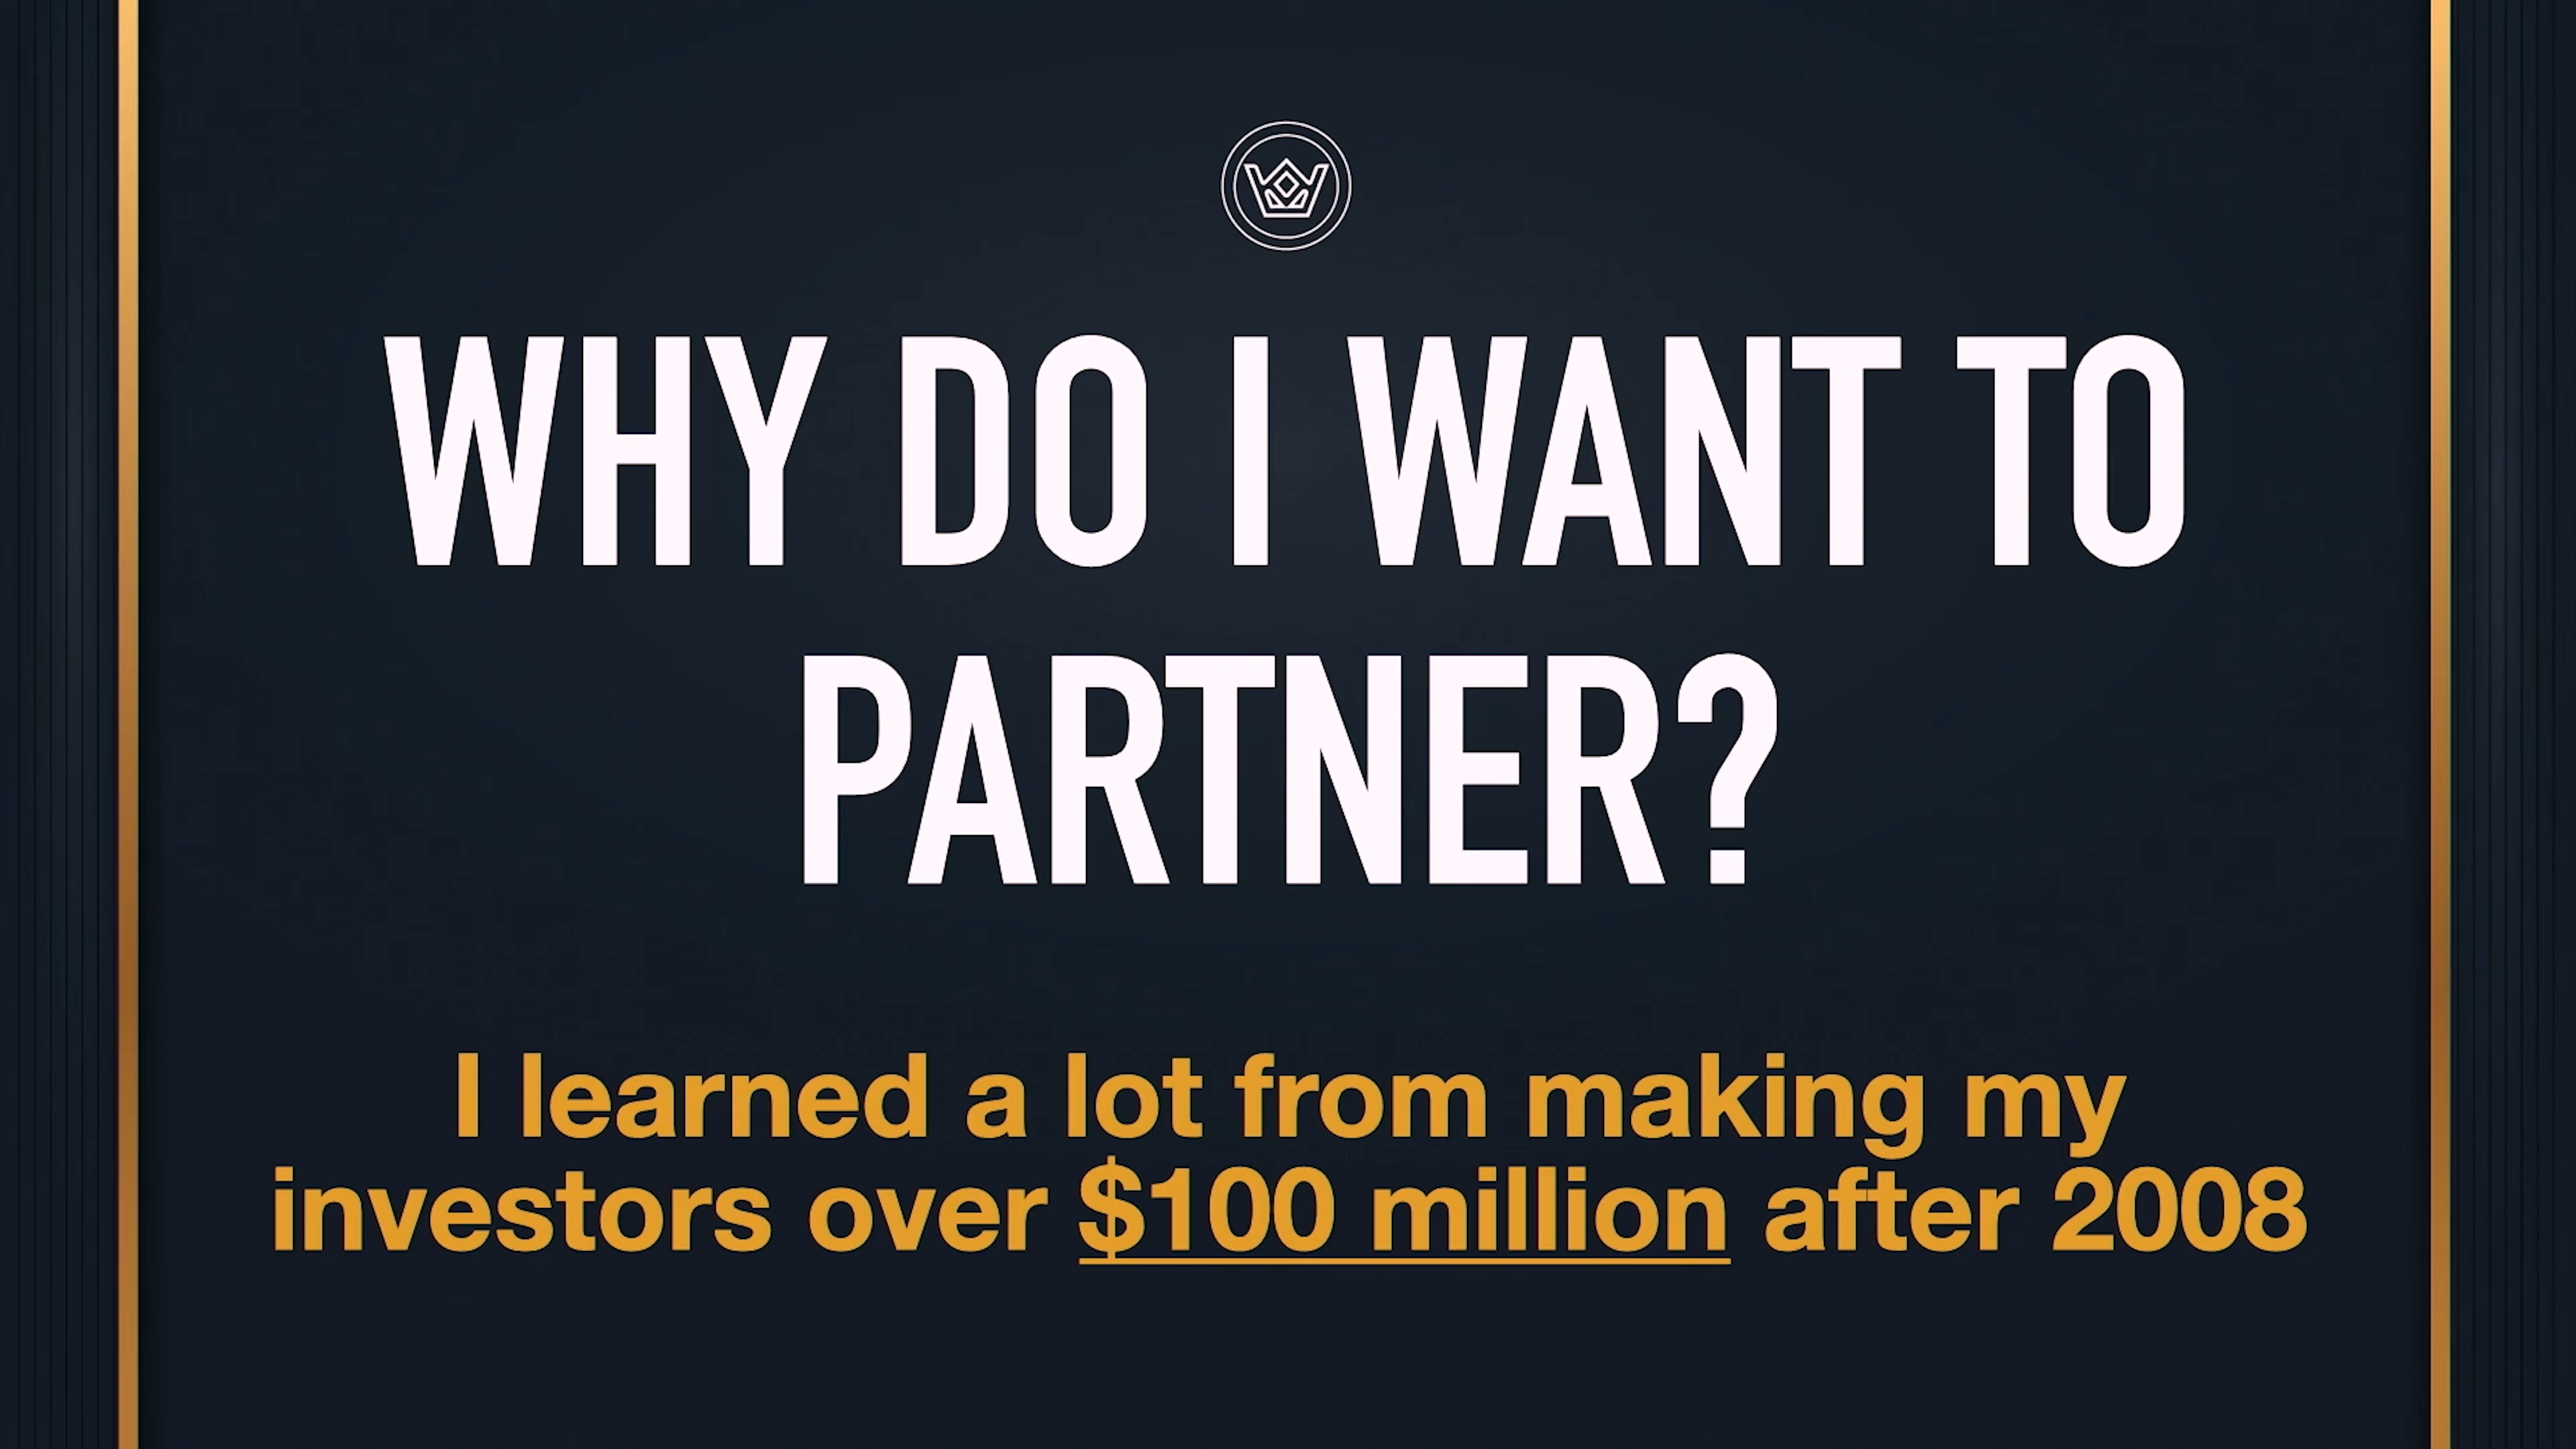 WHY DO I WANT TO
PARTNER?
I learned a lot from making my
investors over $100 million after 2008